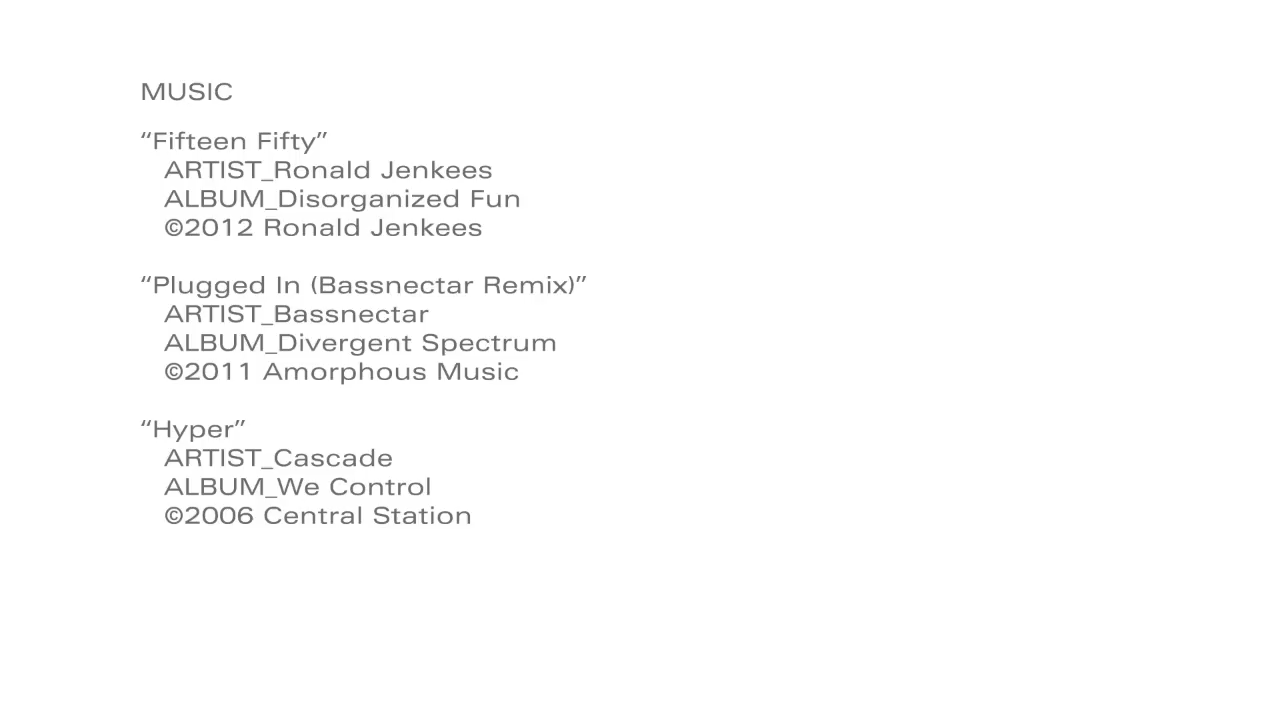 MUSIC
“Fifteen Fifty”
ARTIST_Ronald Jenkees
ALBUM_Disorganized Fun
©2012 Ronald Jenkees
“Plugged In (Bassnectar Remix)”
ARTIST_Bassnectar
ALBUM_Divergent Spectrum
©2011 Amorphous Music
“Hyper”
ARTIST_Cascade
ALBUM_We Control
©2006 Central Station